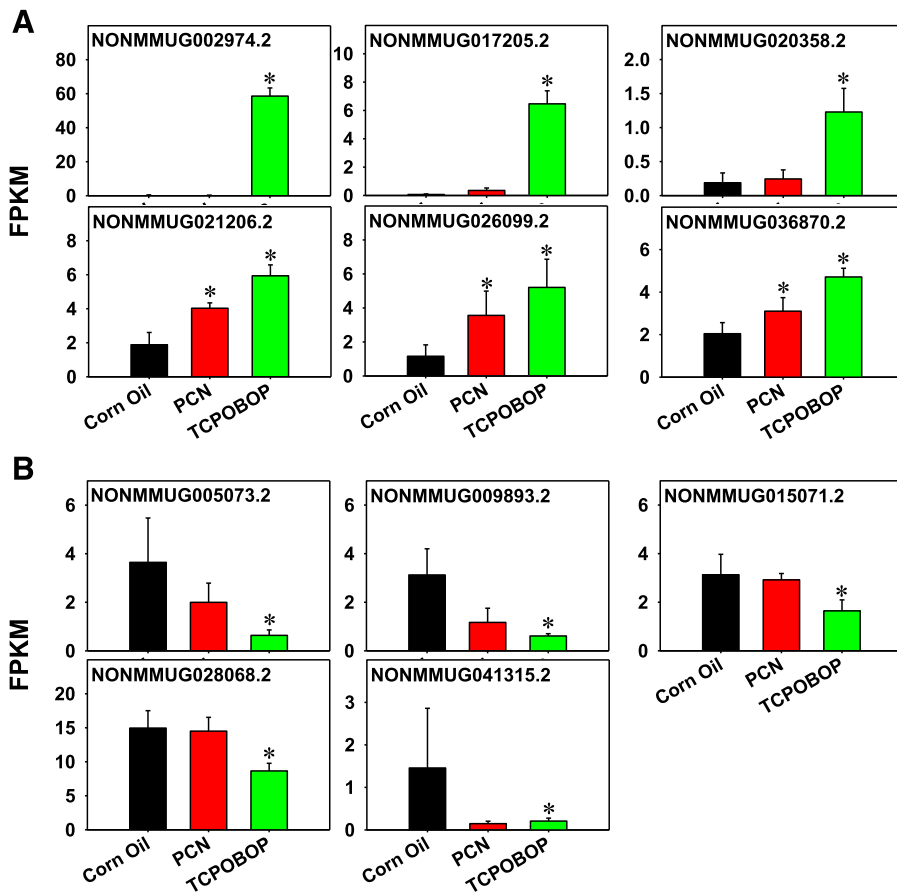 A
NONMMUG002974.2
80
60
40
20
0
*
NONMMUG017205.2
10
8
6
4
2
0
*
NONMMUG020358.2
2.0
1.5
1.0
0.5
0.0
*
FPKM
NONMMUG021206.2
8
6
4
2
0
* *
Corn Oil PCN TCPOBOP
NONMMUG026099.2
8
6
4
2
0
* *
Corn Oil PCN TCPOBOP
NONMMUG036870.2
6
4
2
0
* *
Corn Oil PCN TCPOBOP
B
NONMMUG005073.2
6
4
2
0
*
NONMMUG009893.2
6
4
2
0
*
NONMMUG015071.2
6
4
2
0
*
Corn Oil PCN TCPOBOP
FPKM
NONMMUG028068.2
20
15
10
5
0
*
Corn Oil PCN TCPOBOP
NONMMUG041315.2
3
2
1
0
*
Corn Oil PCN TCPOBOP